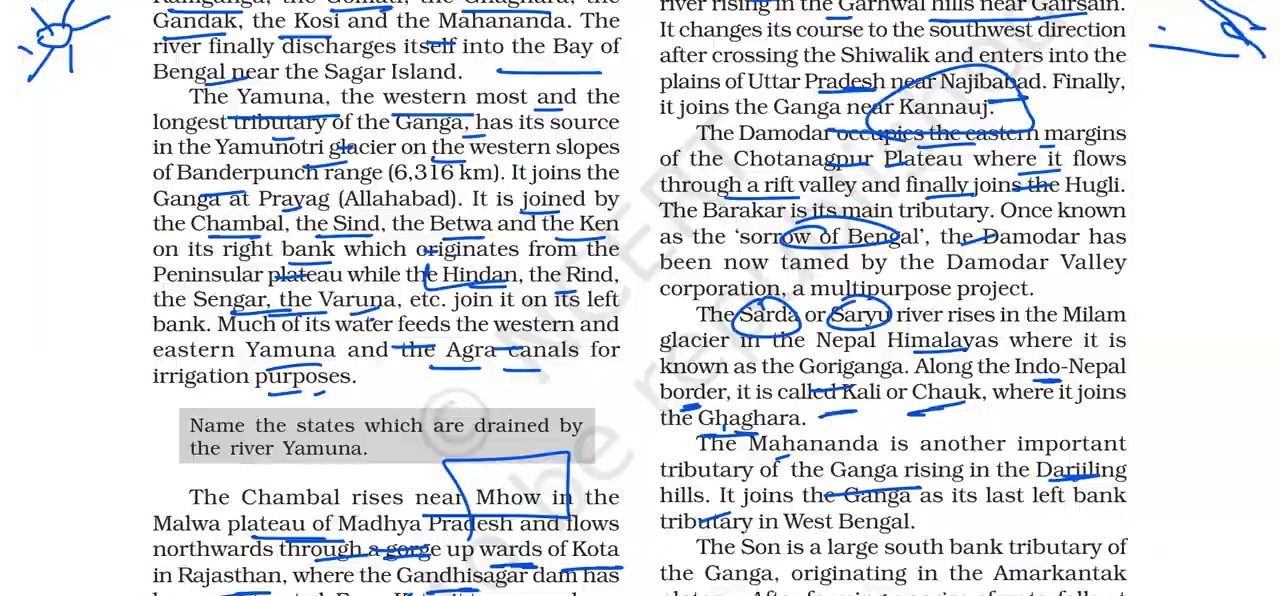 Ramganga, the Gomati, the Ghaghara, the
Gandak, the Kosi and the Mahananda. The
river finally discharges itself into the Bay of
Bengal near the Sagar Island.
The Yamuna, the western most and the
longest tributary of the Ganga, has its source
in the Yamunotri glacier on the western slopes
of Banderpunch range (6,316 km). It joins the
Ganga at Prayag (Allahabad). It is joined by
the Chambal, the Sind, the Betwa and the Ken
on its right bank which originates from the
Peninsular plateau while the Hindan, the Rind,
the Sengar, the Varuna, etc. join it on its left
bank. Much of its water feeds the western and
eastern Yamuna and the Agra canals for
irrigation purposes.
Name the states which are drained by
the river Yamuna.
The Chambal rises near Mhow in the
Malwa plateau of Madhya Pradesh and flows
northwards through a gorge up wards of Kota
in Rajasthan, where the Gandhisagar dam has
river rising in the Garhwal hills near Gairsain.
It changes its course to the southwest direction
after crossing the Shiwalik and enters into the
plains of Uttar Pradesh near Najibabad. Finally,
it joins the Ganga near Kannauj.
The Damodar occupies the eastern margins
of the Chotanagpur Plateau where it flows
through a rift valley and finally joins the Hugli.
The Barakar is its main tributary. Once known
as the ‘sorrow of Bengal’, the Damodar has
been now tamed by the Damodar Valley
corporation, a multipurpose project.
The Sarda or Saryu river rises in the Milam
glacier in the Nepal Himalayas where it is
known as the Goriganga. Along the Indo-Nepal
border, it is called Kali or Chauk, where it joins
the Ghaghara.
The Mahananda is another important
tributary of the Ganga rising in the Darjiling
hills. It joins the Ganga as its last left bank
tributary in West Bengal.
The Son is a large south bank tributary of
the Ganga, originating in the Amarkantak
© NCERT